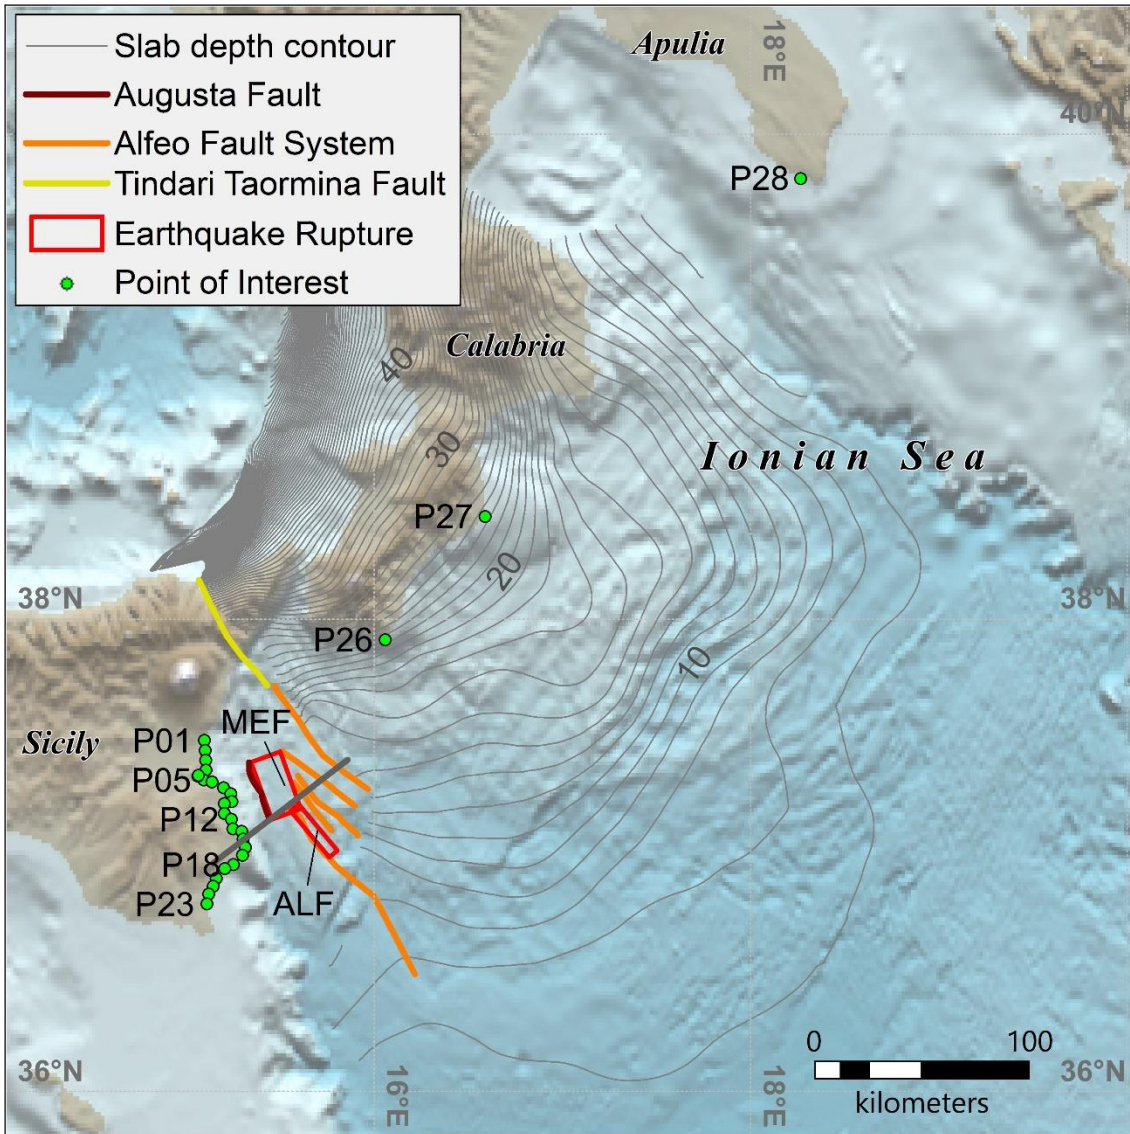 Slab depth contour
Augusta Fault
Alfeo Fault System
Tindari Taormina Fault
Earthquake Rupture
Point of Interest
Apulia
18°E
40°N
P28
Calabria
40
30
Ionian Sea
P27
20
38°N
38°N
P26
10
MEF
Sicily
P01
P05
P12
P18
P23
ALF
0 100
kilometers
36°N
16°E
18°E
36°N